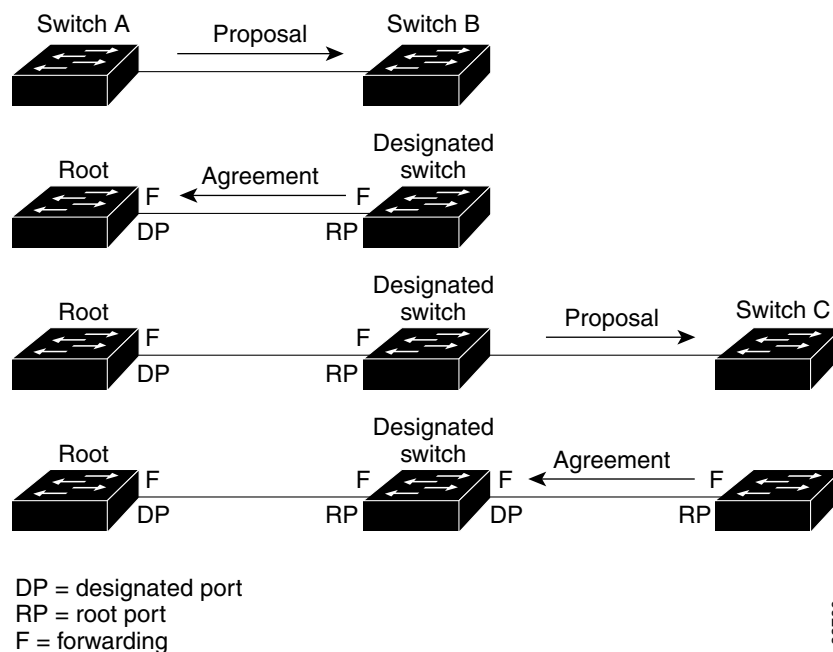 Switch A
Proposal
Switch B
Root
F
DP
Agreement
Designated
switch
F
RP
Root
F
DP
Designated
switch
F
RP
Proposal
Switch C
Root
F
DP
Designated
switch
F
RP
F
DP
Agreement
F
RP
DP = designated port
RP = root port
F = forwarding